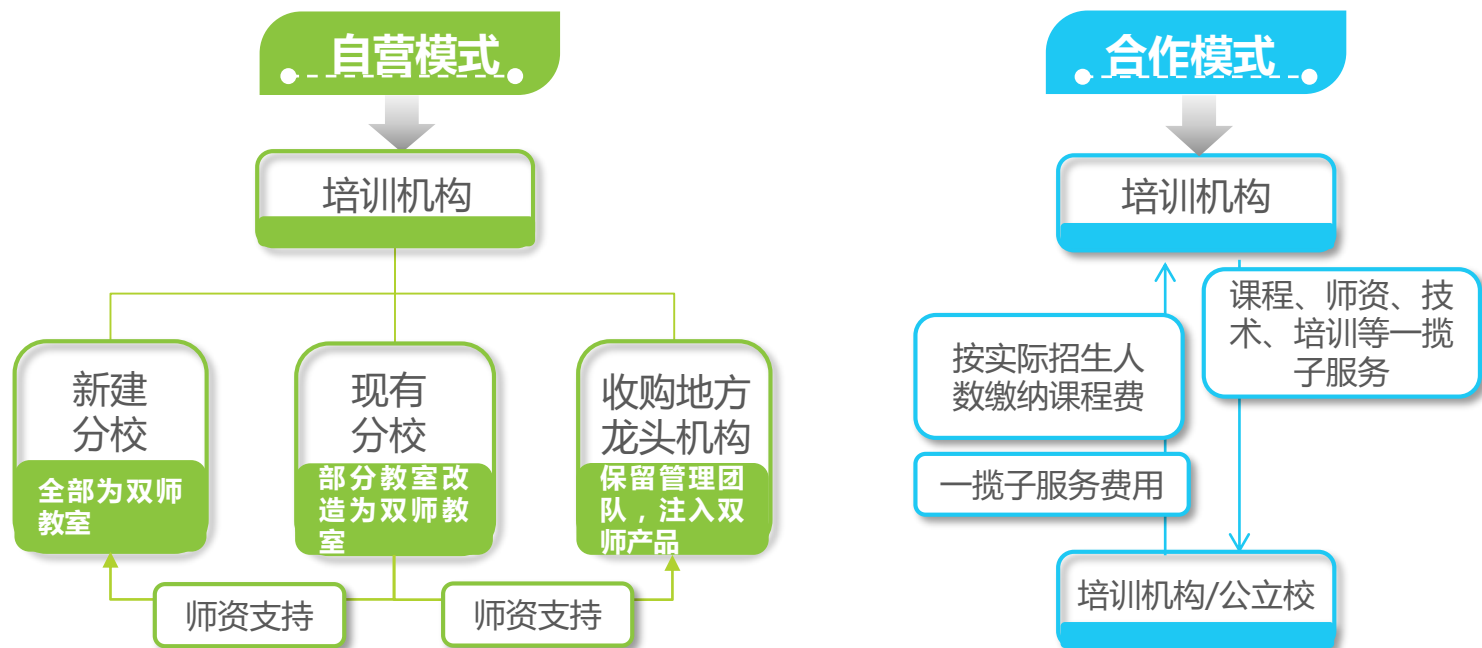 自营模式
培训机构
新建
分校
全部为双师
教室
现有
分校
部分教室改
造为双师教
室
收购地方
龙头机构
保留管理团
队，注入双
师产品
师资支持
师资支持
合作模式
培训机构
课程、师资、技
术、培训等一揽
子服务
按实际招生人
数缴纳课程费
一揽子服务费用
培训机构/公立校